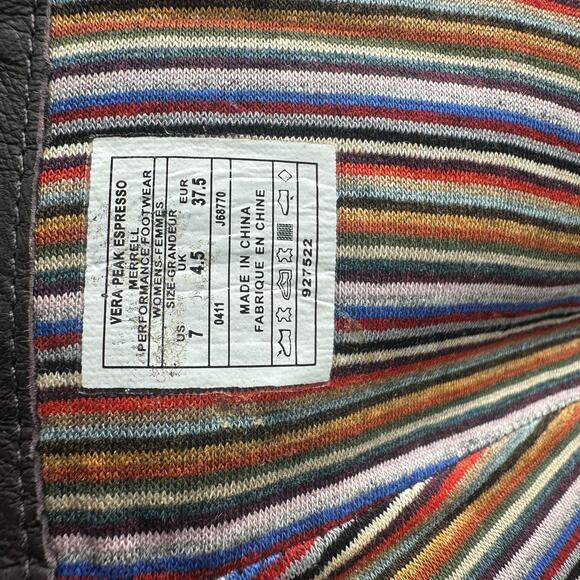 VERA PEAK ESPRESSO
MERRELL
PERFORMANCE FOOTWEAR
WOMENS-FEMMES
SIZE-GRANDEUR
US UK EUR
7 4.5 37.5
0411 J68770
MADE IN CHINA
FABRIQUE EN CHINE
927522